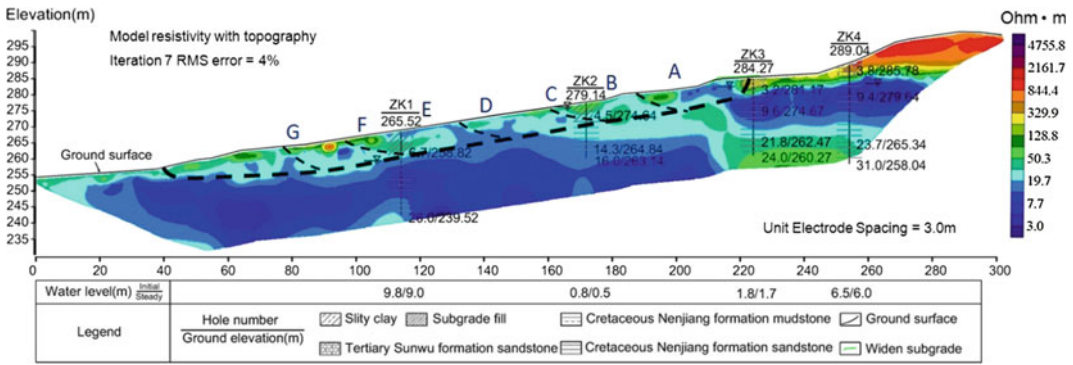 Elevation(m)
Ohm • m
Model resistivity with topography
Iteration 7 RMS error = 4%
295
290
285
280
275
270
265
260
255
250
245
240
235
Ground surface
G
F
E
D
C
B
A
ZK1
265.52
ZK2
279.14
ZK3
284.27
ZK4
289.04
26.0/239.52
14.3/264.84
16.0/263.14
3.2/281.17
9.6/274.67
21.8/262.47
24.0/260.27
3.8/285.78
9.4/279.64
23.7/265.34
31.0/258.04
4755.8
2161.7
844.4
329.9
128.8
50.3
19.7
7.7
3.0
Unit Electrode Spacing = 3.0m
0 20 40 60 80 100 120 140 160 180 200 220 240 260 280 300
Water level(m) Initial
Steady
9.8/9.0 0.8/0.5 1.8/1.7 6.5/6.0
Legend
Hole number
Ground elevation(m)
Slity clay
Subgrade fill
Cretaceous Nenjiang formation mudstone
Ground surface
Tertiary Sunwu formation sandstone
Cretaceous Nenjiang formation sandstone
Widen subgrade